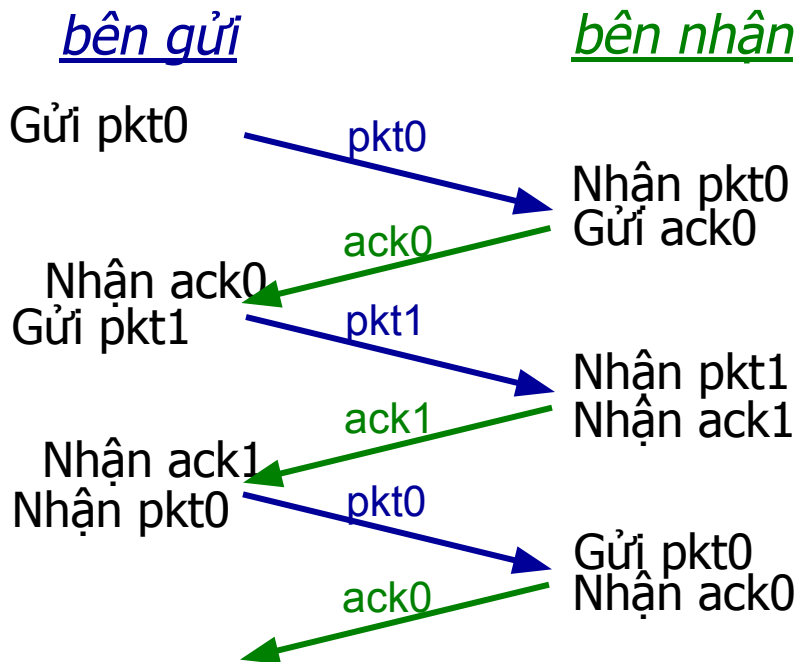 bên gửi
bên nhận
Gửi pkt0
pkt0
Nhận pkt0
Gửi ack0
ack0
Nhận ack0
Gửi pkt1
pkt1
Nhận pkt1
Nhận ack1
ack1
Nhận ack1
Nhận pkt0
pkt0
Gửi pkt0
Nhận ack0
ack0